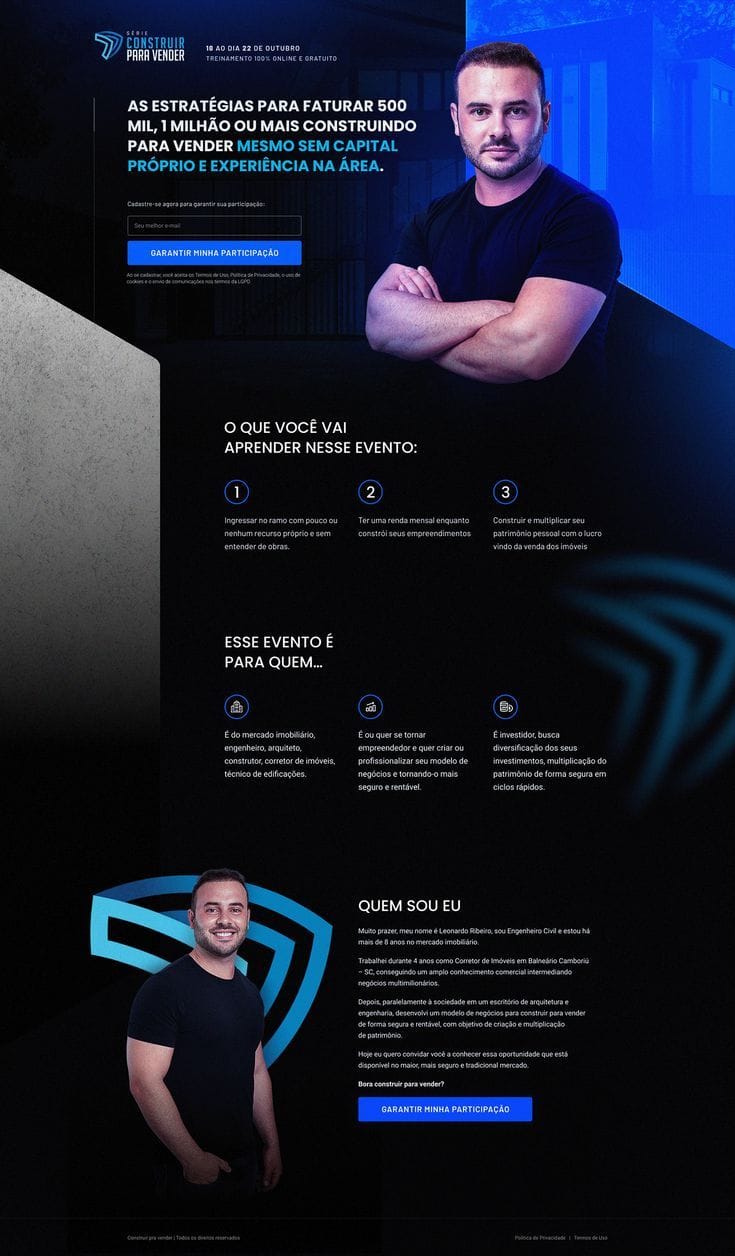 SÉRIE
CONSTRUIR
PARA VENDER
18 AO DIA 22 DE OUTUBRO
TREINAMENTO 100% ONLINE E GRATUITO
AS ESTRATÉGIAS PARA FATURAR 500
MIL, 1 MILHÃO OU MAIS CONSTRUINDO
PARA VENDER MESMO SEM CAPITAL
PRÓPRIO E EXPERIÊNCIA NA ÁREA.
Cadastre-se agora para garantir sua participação:
Seu melhor e-mail
GARANTIR MINHA PARTICIPAÇÃO
Ao se cadastrar, você aceita os Termos de Uso, Política de Privacidade, o uso de
cookies e o envio de comunicações nos termos da LGPD
O QUE VOCÊ VAI
APRENDER NESSE EVENTO:
1
Ingressar no ramo com pouco ou
nenhum recurso próprio e sem
entender de obras.
2
Ter uma renda mensal enquanto
constrói seus empreendimentos
3
Construir e multiplicar seu
patrimônio pessoal com o lucro
vindo da venda dos imóveis
ESSE EVENTO É
PARA QUEM...
É do mercado imobiliário,
engenheiro, arquiteto,
construtor, corretor de imóveis,
técnico de edificações.
É ou quer se tornar
empreendedor e quer criar ou
profissionalizar seu modelo de
negócios e tornando-o mais
seguro e rentável.
É investidor, busca
diversificação dos seus
investimentos, multiplicação do
patrimônio de forma segura em
ciclos rápidos.
QUEM SOU EU
Muito prazer, meu nome é Leonardo Ribeiro, sou Engenheiro Civil e estou há
mais de 8 anos no mercado imobiliário.
Trabalhei durante 4 anos como Corretor de Imóveis em Balneário Camboriú
– SC, conseguindo um amplo conhecimento comercial intermediando
negócios multimilionários.
Depois, paralelamente à sociedade em um escritório de arquitetura e
engenharia, desenvolvi um modelo de negócios para construir para vender
de forma segura e rentável, com objetivo de criação e multiplicação
de patrimônio.
Hoje eu quero convidar você a conhecer essa oportunidade que está
disponível no maior, mais seguro e tradicional mercado.
Bora construir para vender?
GARANTIR MINHA PARTICIPAÇÃO
Construir pra vender | Todos os direitos reservados
Política de Privacidade | Termos de Uso